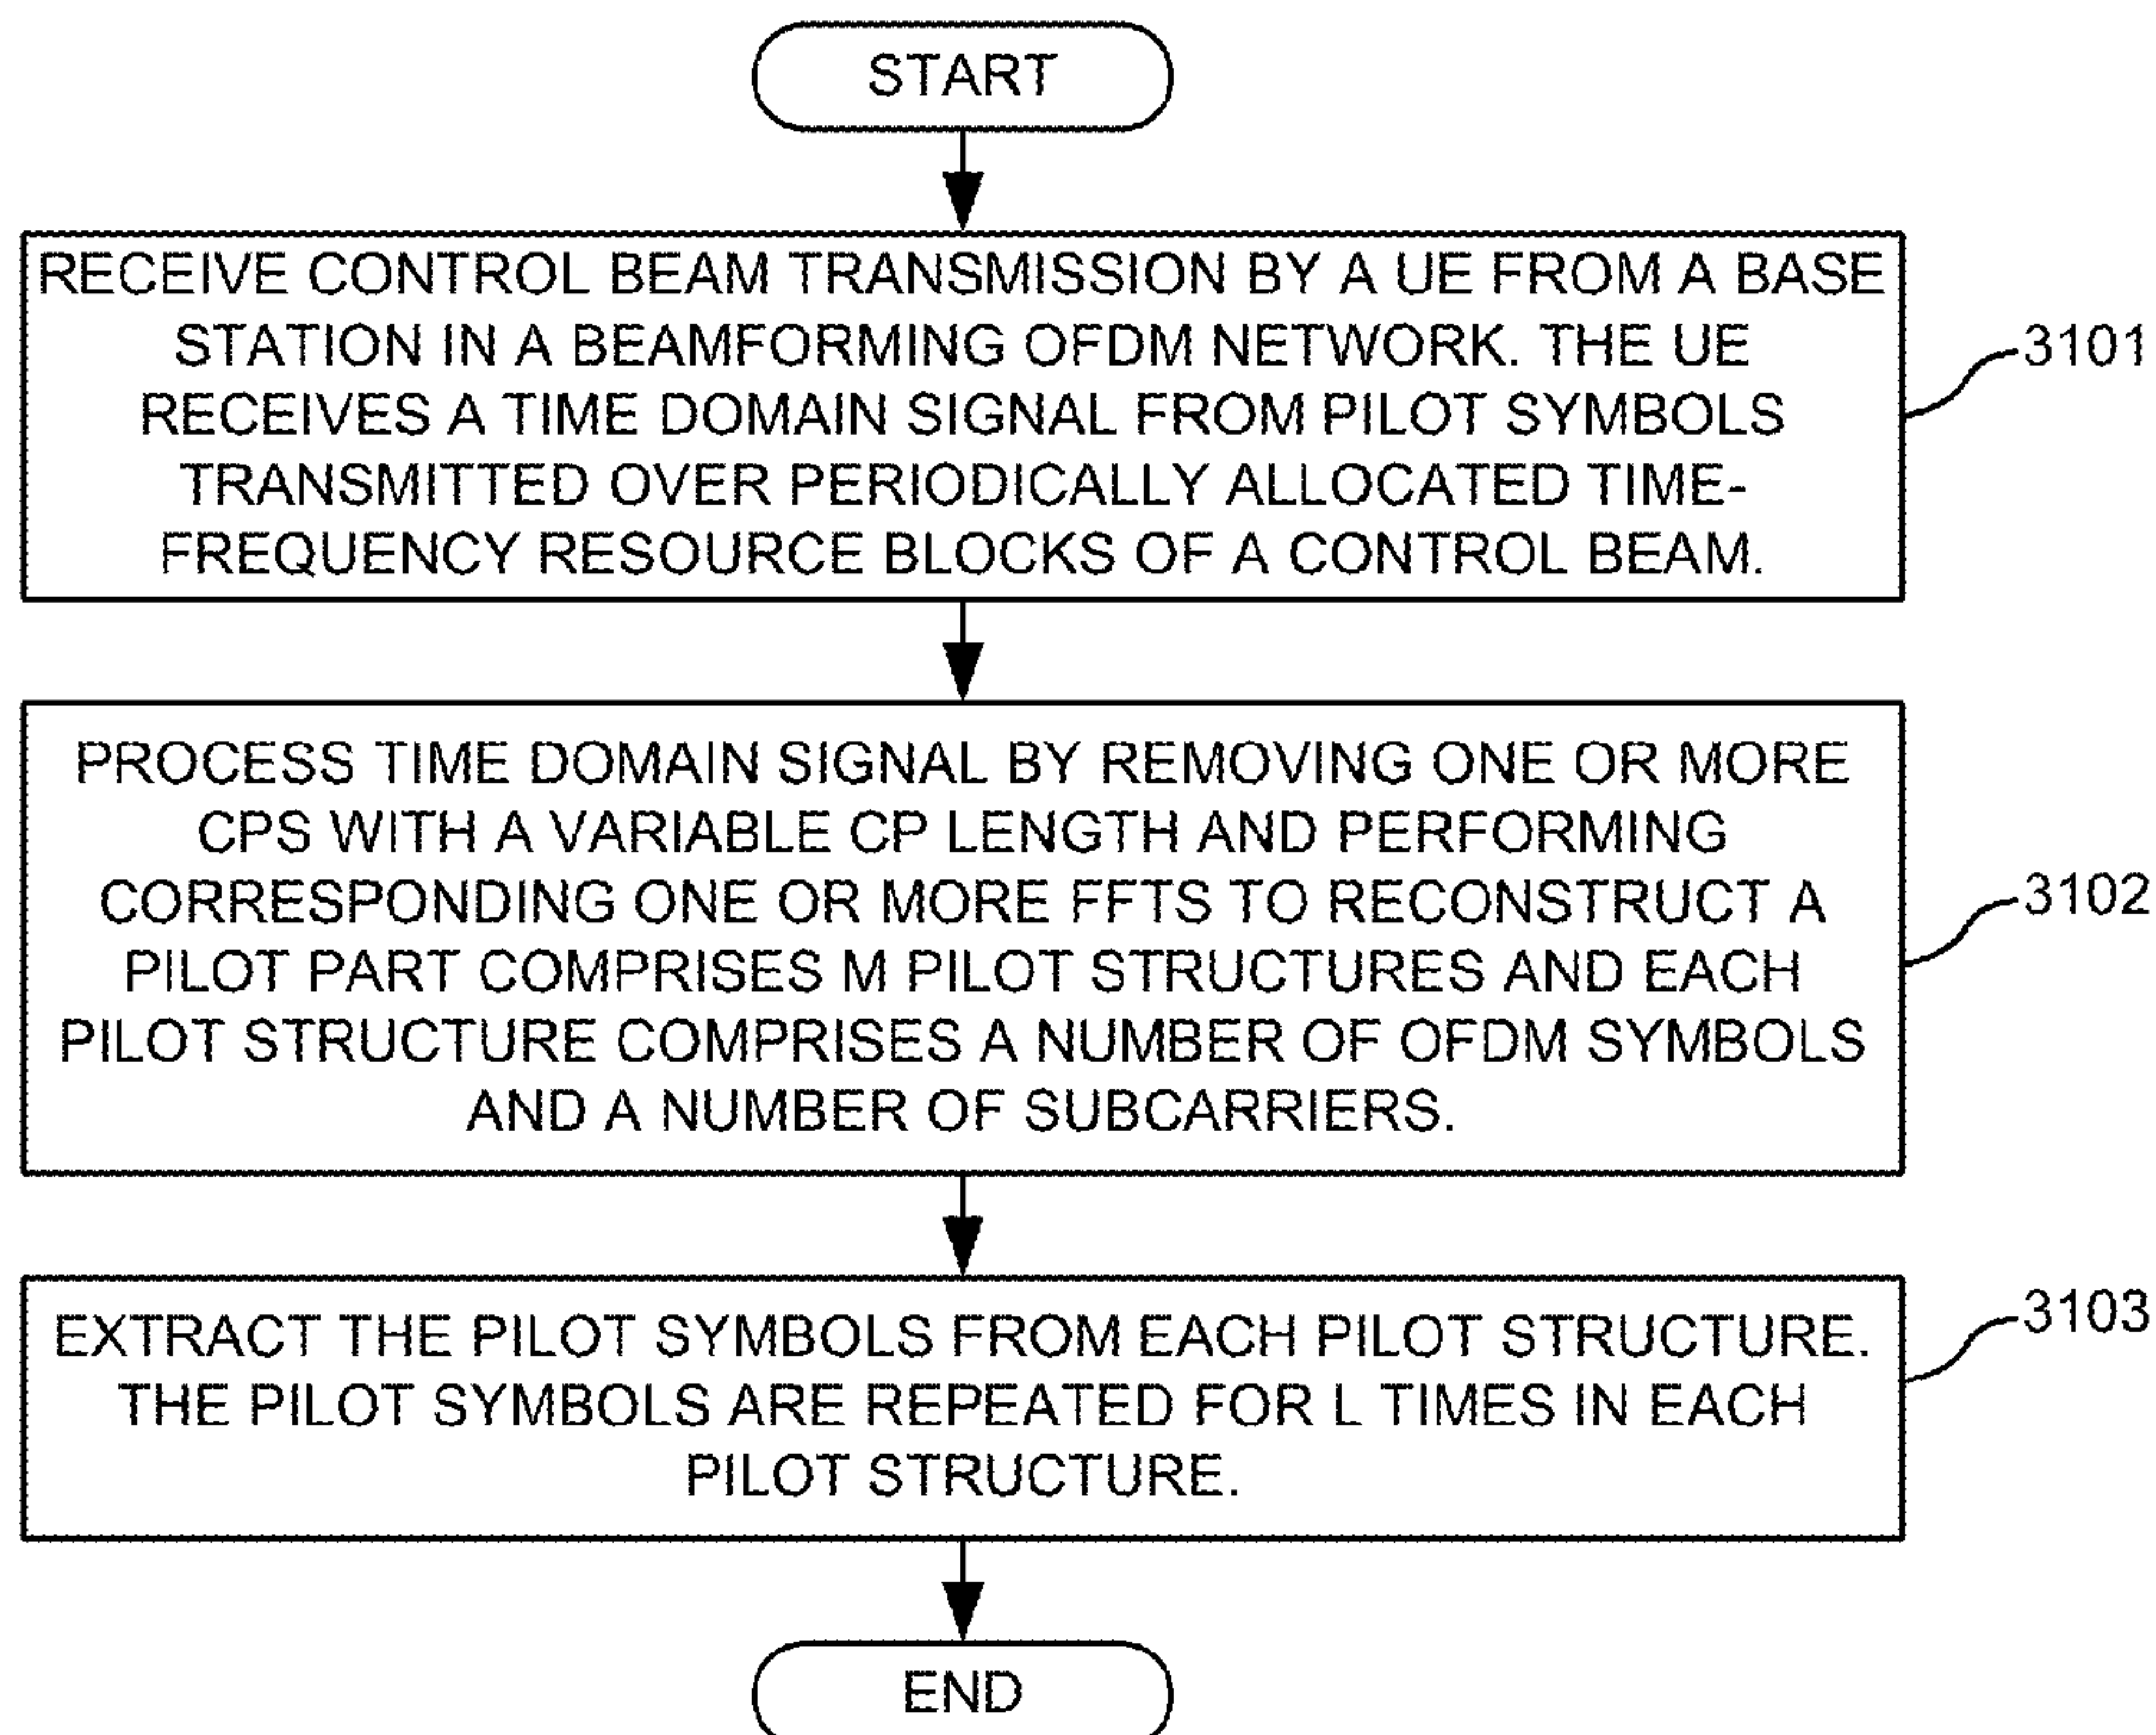 START
RECEIVE CONTROL BEAM TRANSMISSION BY A UE FROM A BASE
STATION IN A BEAMFORMING OFDM NETWORK. THE UE
RECEIVES A TIME DOMAIN SIGNAL FROM PILOT SYMBOLS
TRANSMITTED OVER PERIODICALLY ALLOCATED TIME-
FREQUENCY RESOURCE BLOCKS OF A CONTROL BEAM.
3101
PROCESS TIME DOMAIN SIGNAL BY REMOVING ONE OR MORE
CPS WITH A VARIABLE CP LENGTH AND PERFORMING
CORRESPONDING ONE OR MORE FFTS TO RECONSTRUCT A
PILOT PART COMPRISES M PILOT STRUCTURES AND EACH
PILOT STRUCTURE COMPRISES A NUMBER OF OFDM SYMBOLS
AND A NUMBER OF SUBCARRIERS.
3102
EXTRACT THE PILOT SYMBOLS FROM EACH PILOT STRUCTURE.
THE PILOT SYMBOLS ARE REPEATED FOR L TIMES IN EACH
PILOT STRUCTURE.
3103
END